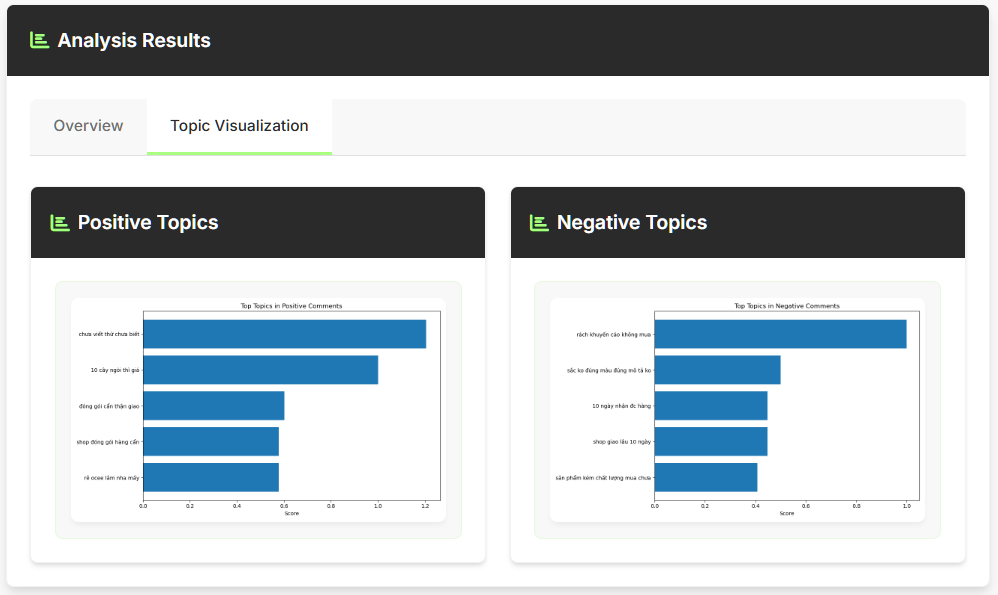 Analysis Results
Overview
Topic Visualization
Positive Topics
Top Topics in Positive Comments
chưa viết thử chưa biết
10 cây ngòi thì giá
đóng gói cẩn thận giao
shop đóng gói hàng cẩn
rẻ ocee lắm nha mấy
0.0 0.2 0.4 0.6 0.8 1.0 1.2
Score
Negative Topics
Top Topics in Negative Comments
rách khuyến cáo không mua
sắc ko đúng màu đúng mô tả ko
10 ngày nhận đc hàng
shop giao lâu 10 ngày
sản phẩm kém chất lượng mua chưa
0.0 0.2 0.4 0.6 0.8 1.0
Score